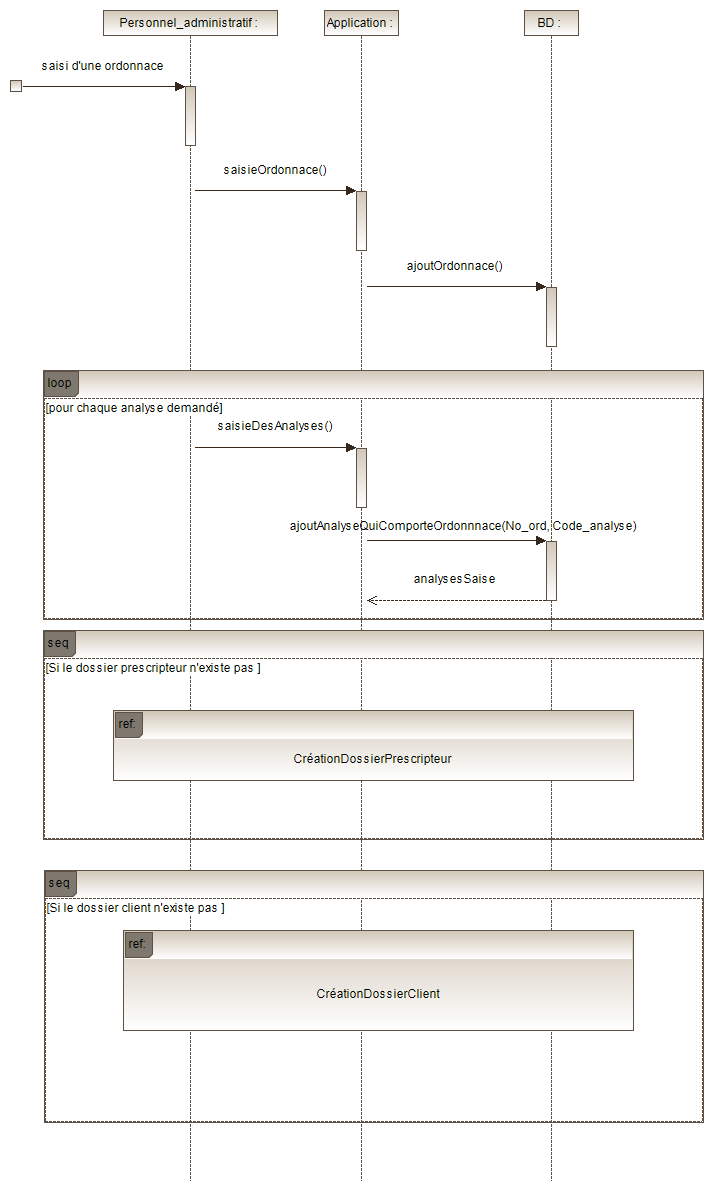 Personnel_administratif :
Application :
BD :
saisi d'une ordonnace
saisieOrdonnace()
ajoutOrdonnace()
loop
[pour chaque analyse demandé]
saisieDesAnalyses()
ajoutAnalyseQuiComporteOrdonnnace(No_ord, Code_analyse)
analysesSaise
seq
[Si le dossier prescripteur n'existe pas ]
ref:
CréationDossierPrescripteur
seq
[Si le dossier client n'existe pas ]
ref:
CréationDossierClient